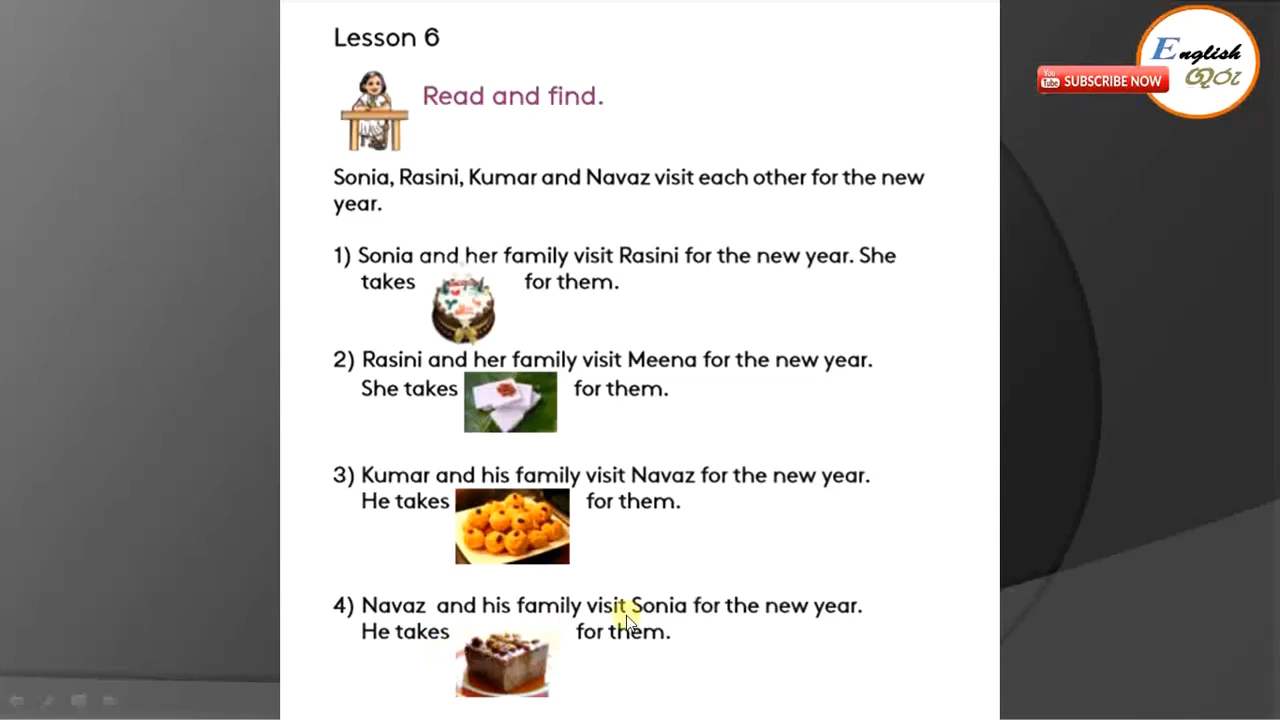 Lesson 6
Read and find.
Sonia, Rasini, Kumar and Navaz visit each other for the new
year.
1) Sonia and her family visit Rasini for the new year. She
takes for them.
2) Rasini and her family visit Meena for the new year.
She takes for them.
3) Kumar and his family visit Navaz for the new year.
He takes for them.
4) Navaz and his family visit Sonia for the new year.
He takes for them.
English
You
Tube SUBSCRIBE NOW